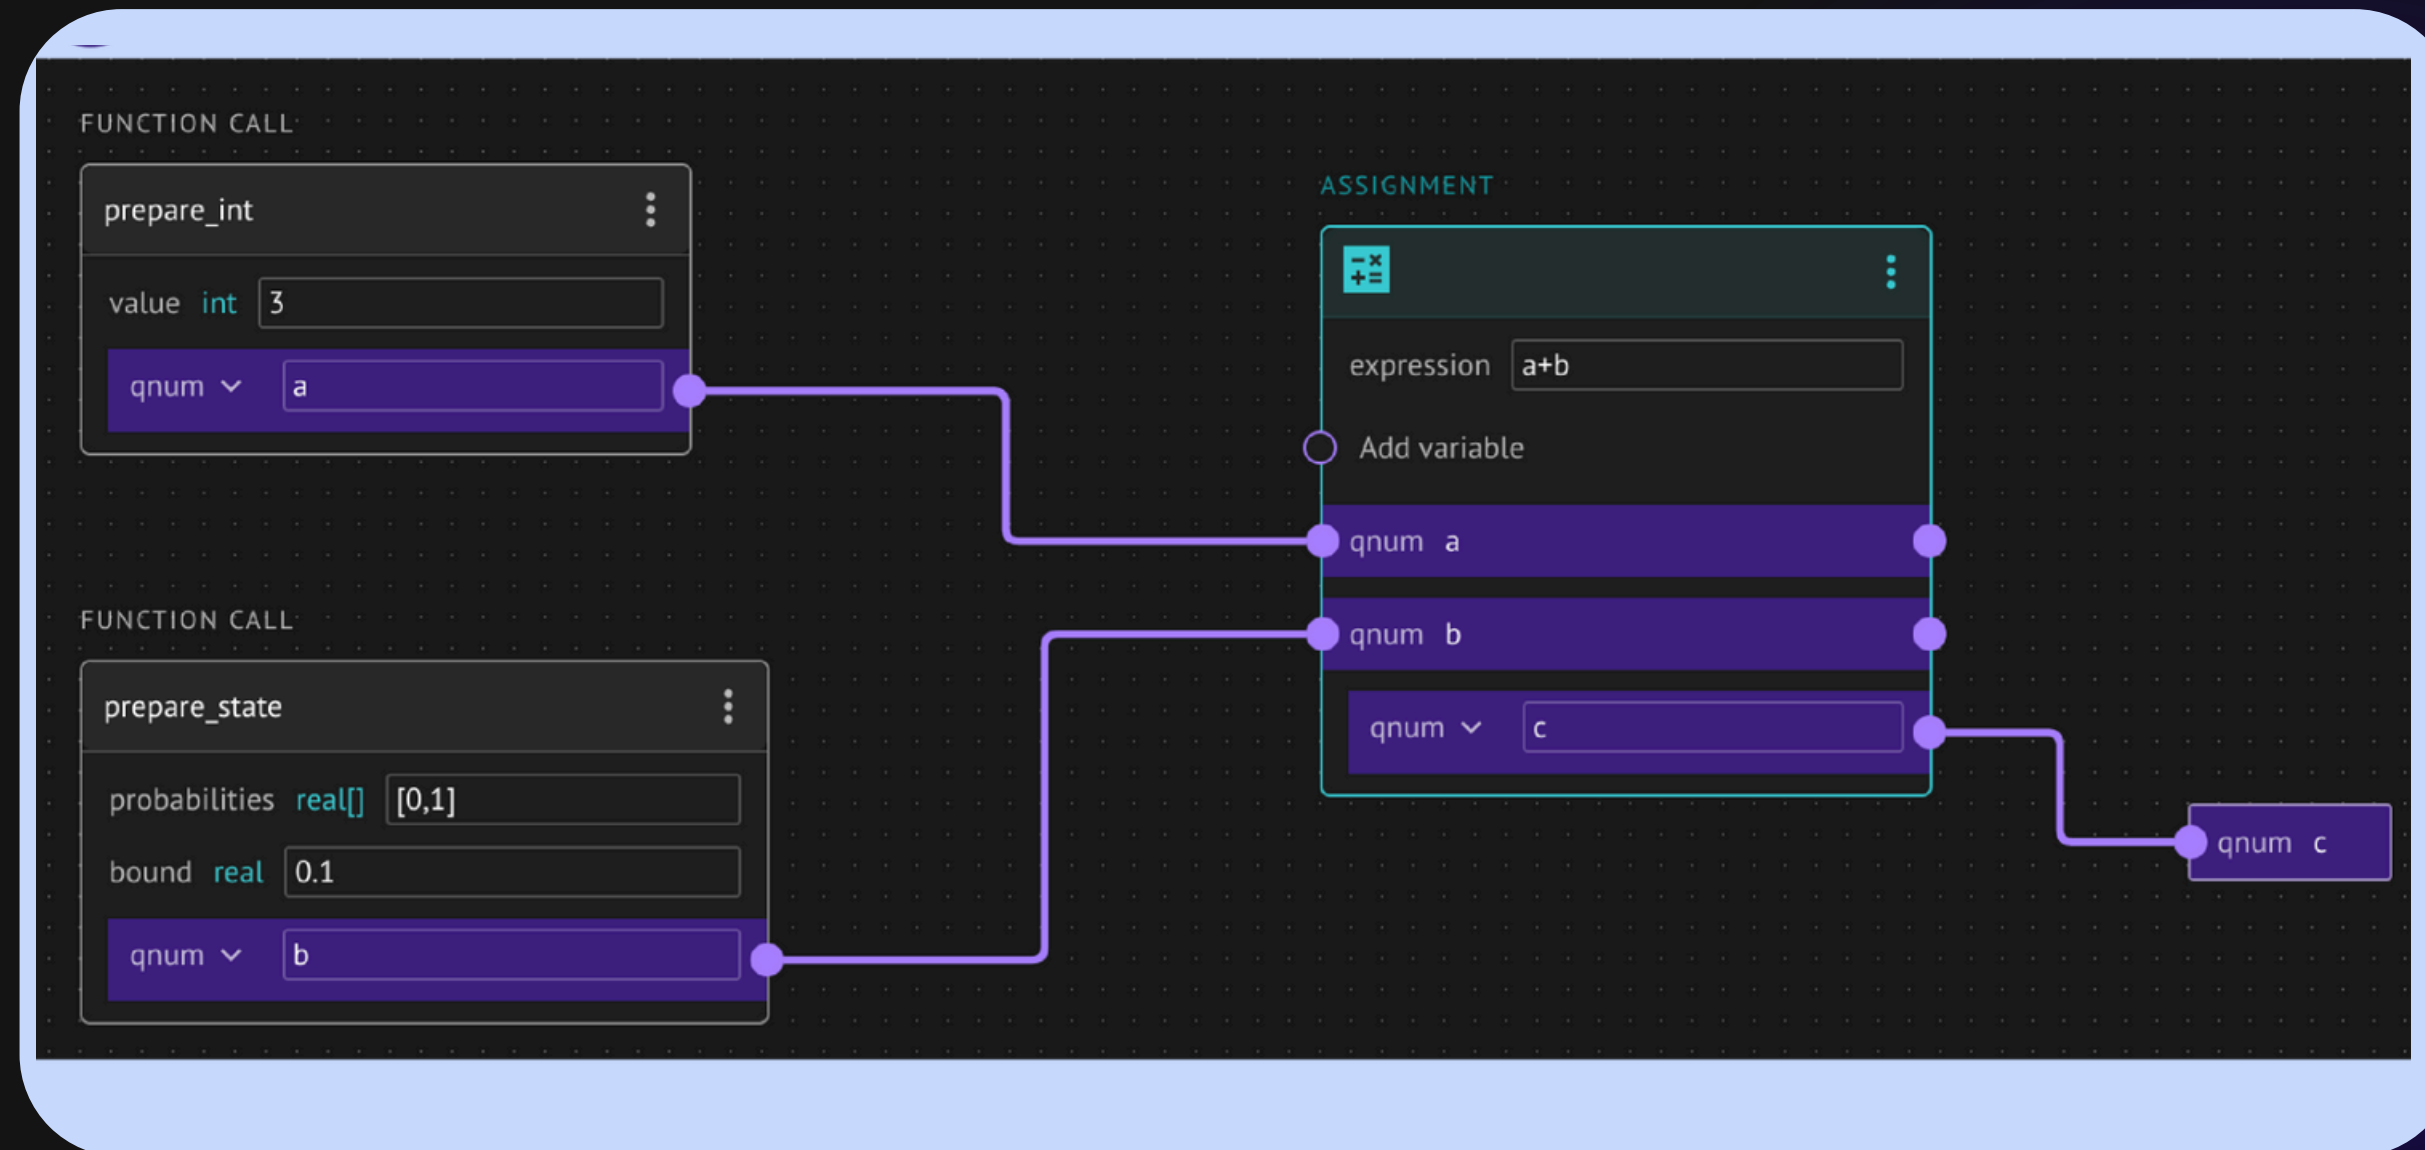 FUNCTION CALL
prepare_int
value int 3
qnum a
FUNCTION CALL
prepare_state
probabilities real[] [0,1]
bound real 0.1
qnum b
ASSIGNMENT
expression a+b
Add variable
qnum a
qnum b
qnum c
qnum c